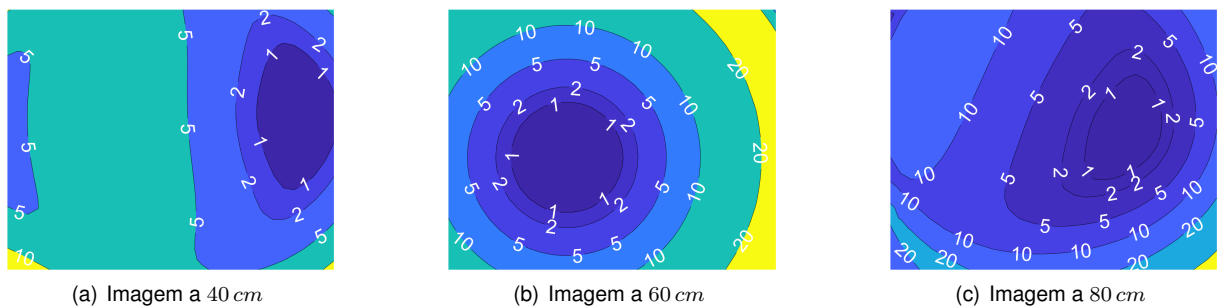 5 2 2
5 1 1
5 5 2 1
5 2 1
5 5 2
10 5
10 10 20
10 5 5 10
5 2 2 5
1 1 2 20
5 2 1 1 2 5
10 5 2 5 10 20
5 10
2 10
5 2 1 1 2 5
10 5 2 1 1 2
10 5 5 5 10
20 10 10 10 10 20
20 20
(a) Imagem a 40 cm
(b) Imagem a 60 cm
(c) Imagem a 80 cm